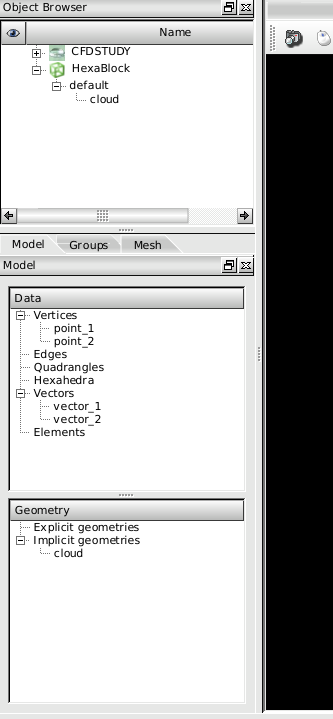 Object Browser
Name
CFDSTUDY
HexaBlock
default
cloud
Model Groups Mesh
Model
Data
Vertices
point_1
point_2
Edges
Quadrangles
Hexahedra
Vectors
vector_1
vector_2
Elements
Geometry
Explicit geometries
Implicit geometries
cloud